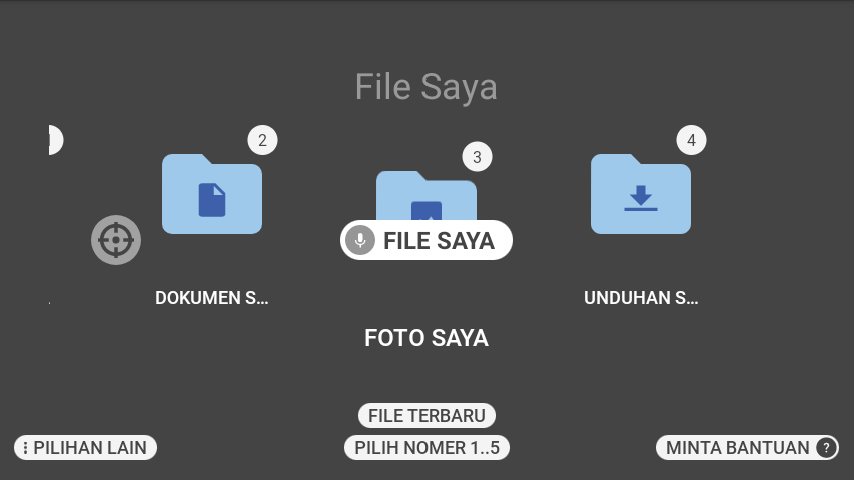 File Saya
2
3
4
FILE SAYA
DOKUMEN S...
UNDUHAN S...
FOTO SAYA
FILE TERBARU
PILIHAN LAIN
PILIH NOMER 1..5
MINTA BANTUAN ?